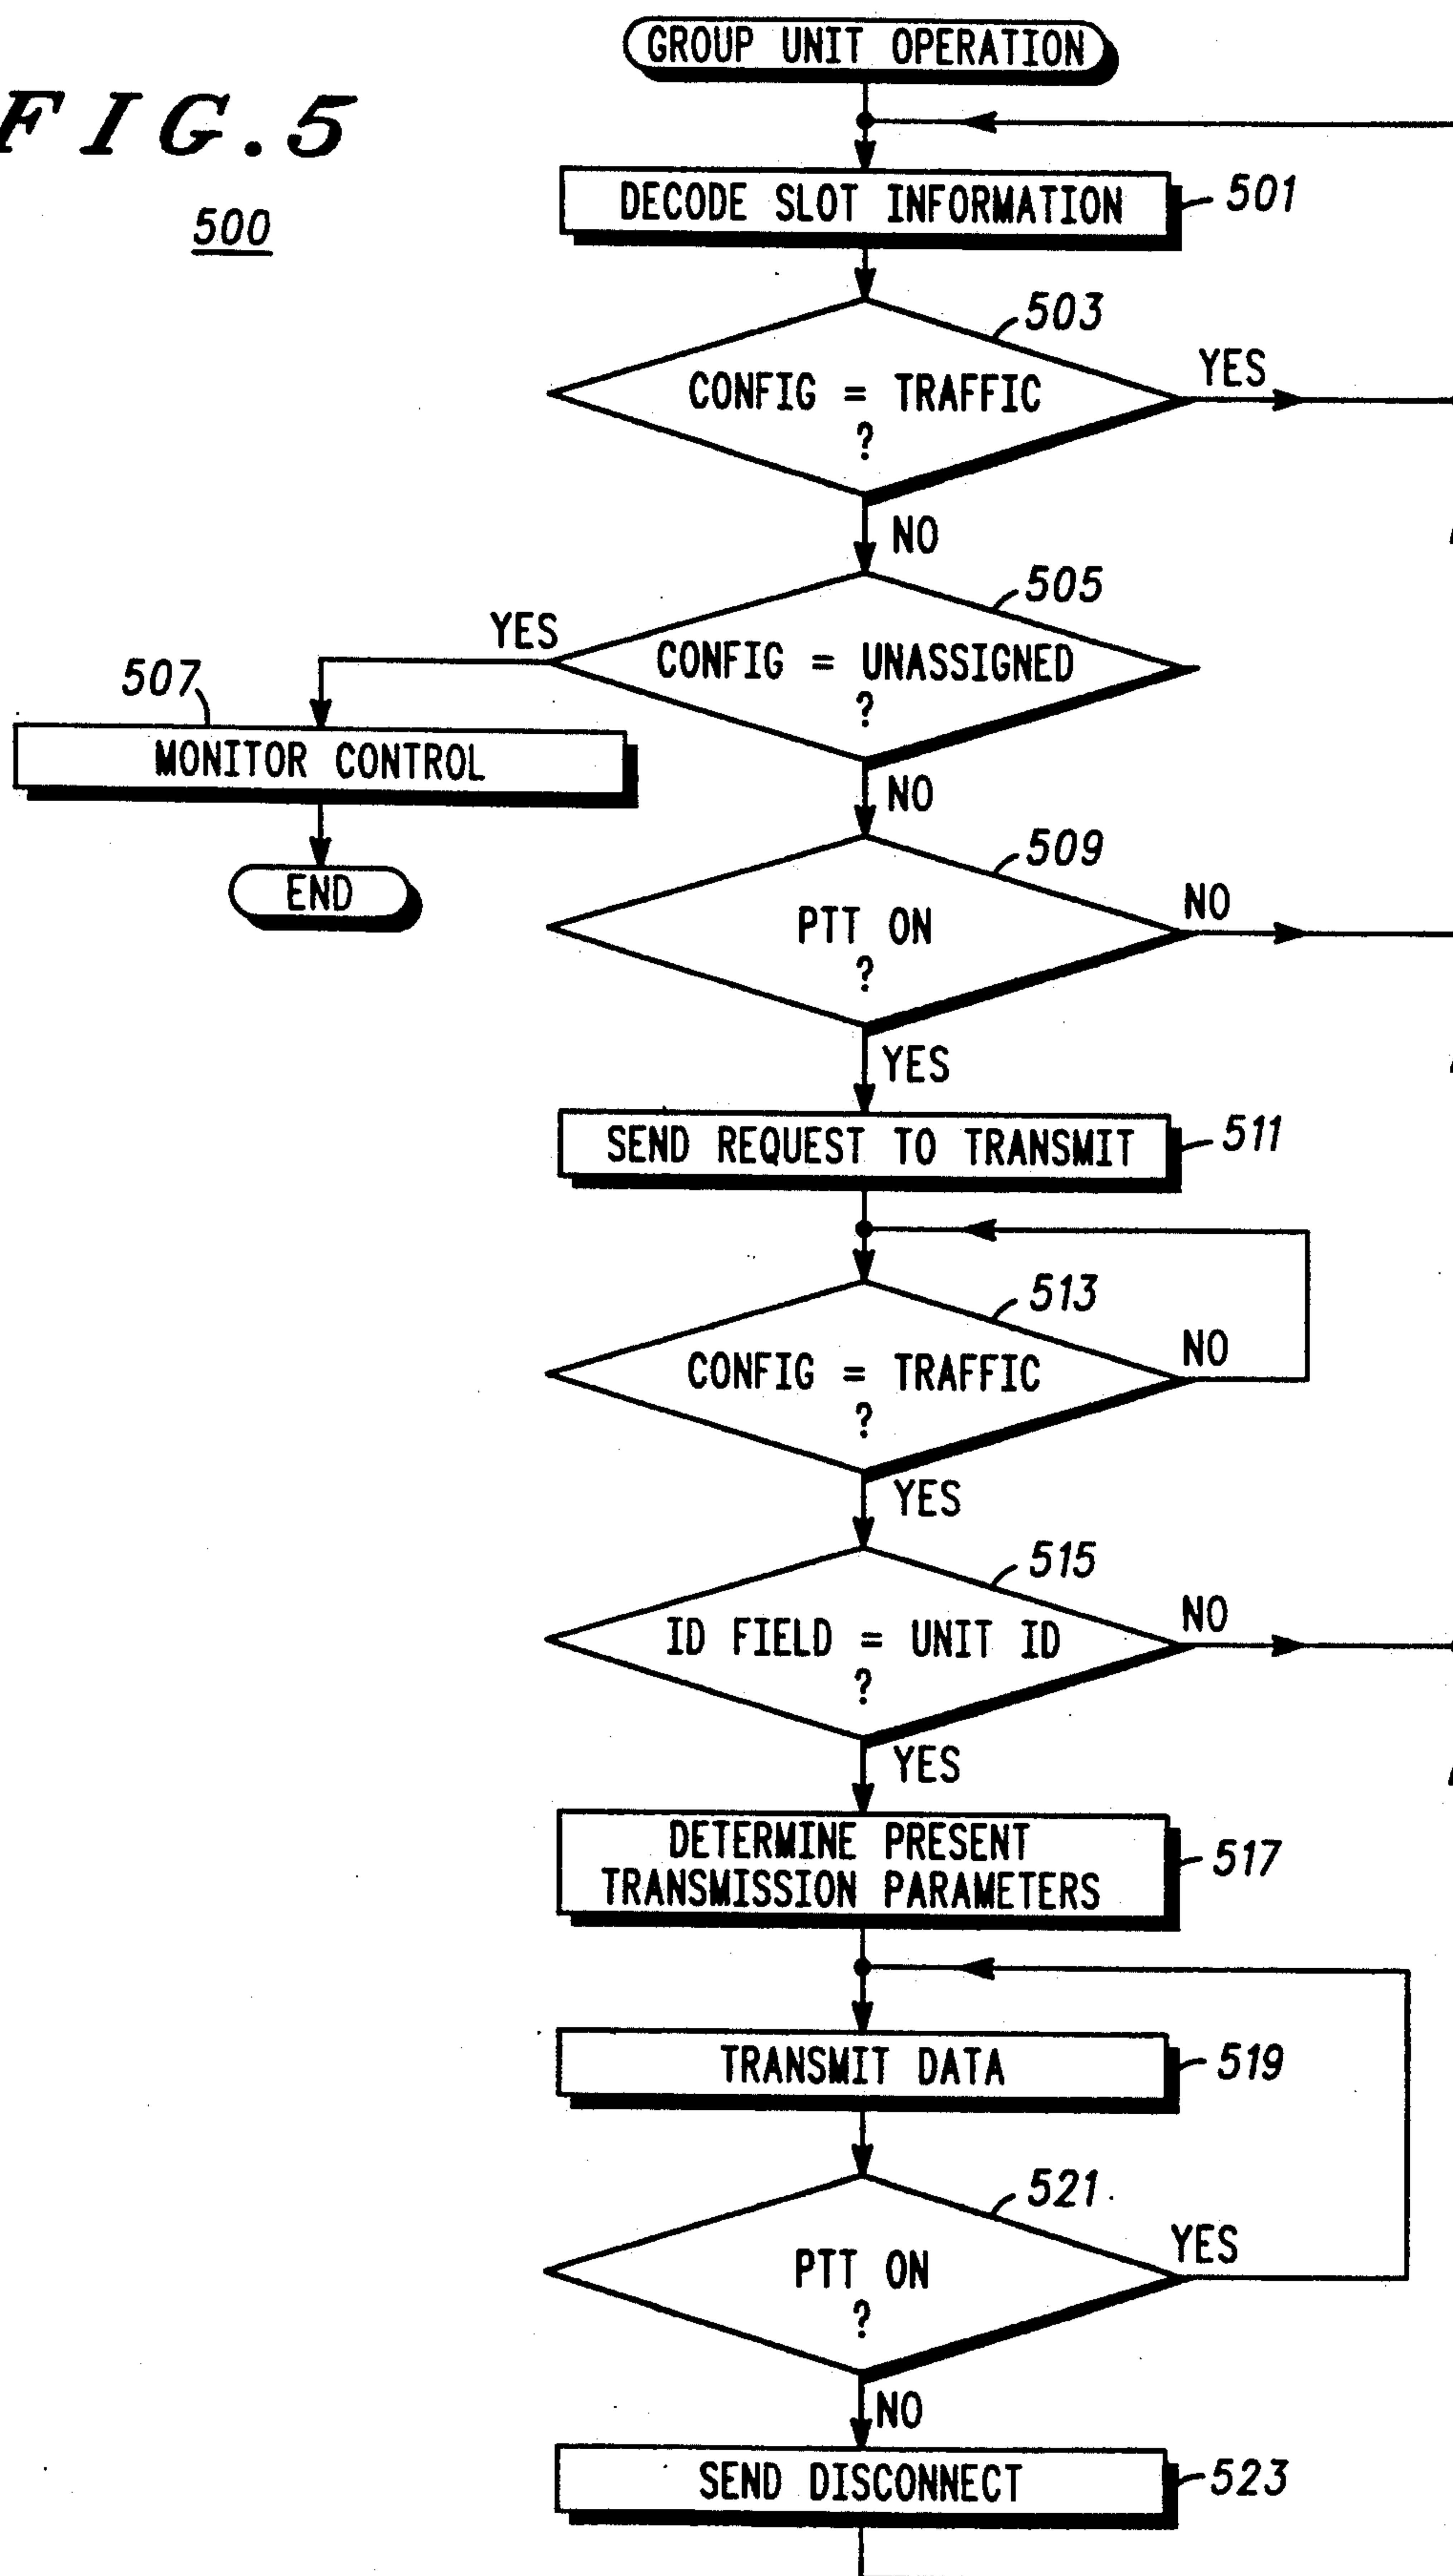 GROUP UNIT OPERATION
FIG.5
500
DECODE SLOT INFORMATION
501
503
CONFIG = TRAFFIC
?
YES
NO
505
YES
CONFIG = UNASSIGNED
?
507
MONITOR CONTROL
NO
END
509
PTT ON
?
NO
YES
SEND REQUEST TO TRANSMIT
511
513
CONFIG = TRAFFIC
?
NO
YES
515
ID FIELD = UNIT ID
?
NO
YES
DETERMINE PRESENT
TRANSMISSION PARAMETERS
517
TRANSMIT DATA
519
521
PTT ON
?
YES
NO
SEND DISCONNECT
523